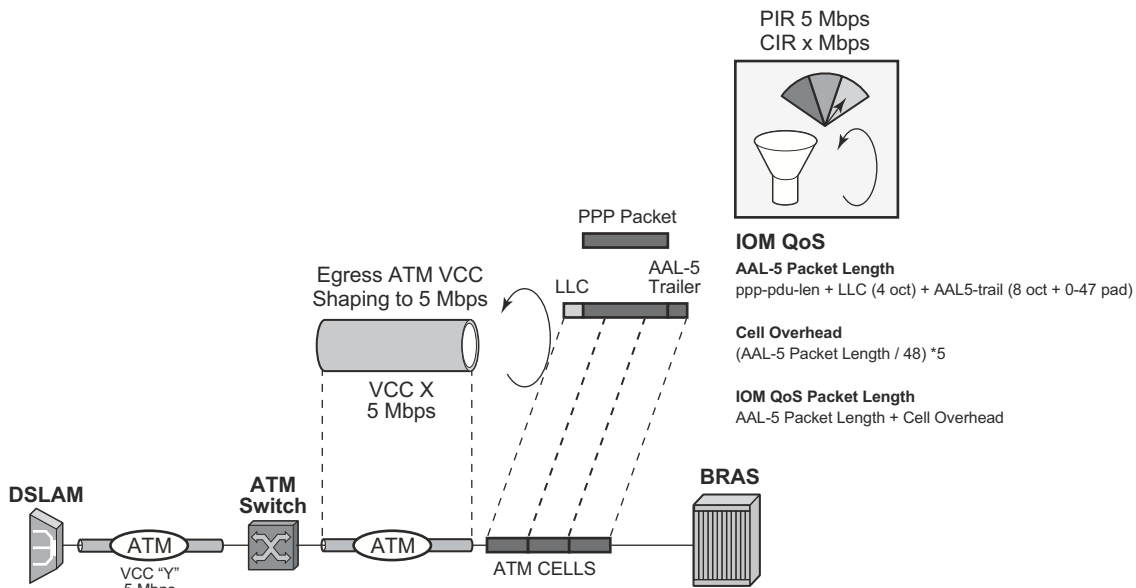 PIR 5 Mbps
CIR x Mbps
PPP Packet
IOM QoS
AAL-5 Packet Length
ppp-pdu-len + LLC (4 oct) + AAL5-trail (8 oct + 0-47 pad)
Cell Overhead
(AAL-5 Packet Length / 48) *5
IOM QoS Packet Length
AAL-5 Packet Length + Cell Overhead
Egress ATM VCC
Shaping to 5 Mbps
LLC
AAL-5
Trailer
VCC X
5 Mbps
DSLAM
ATM
Switch
BRAS
ATM
ATM
ATM CELLS
VCC “Y”
5 Mbps